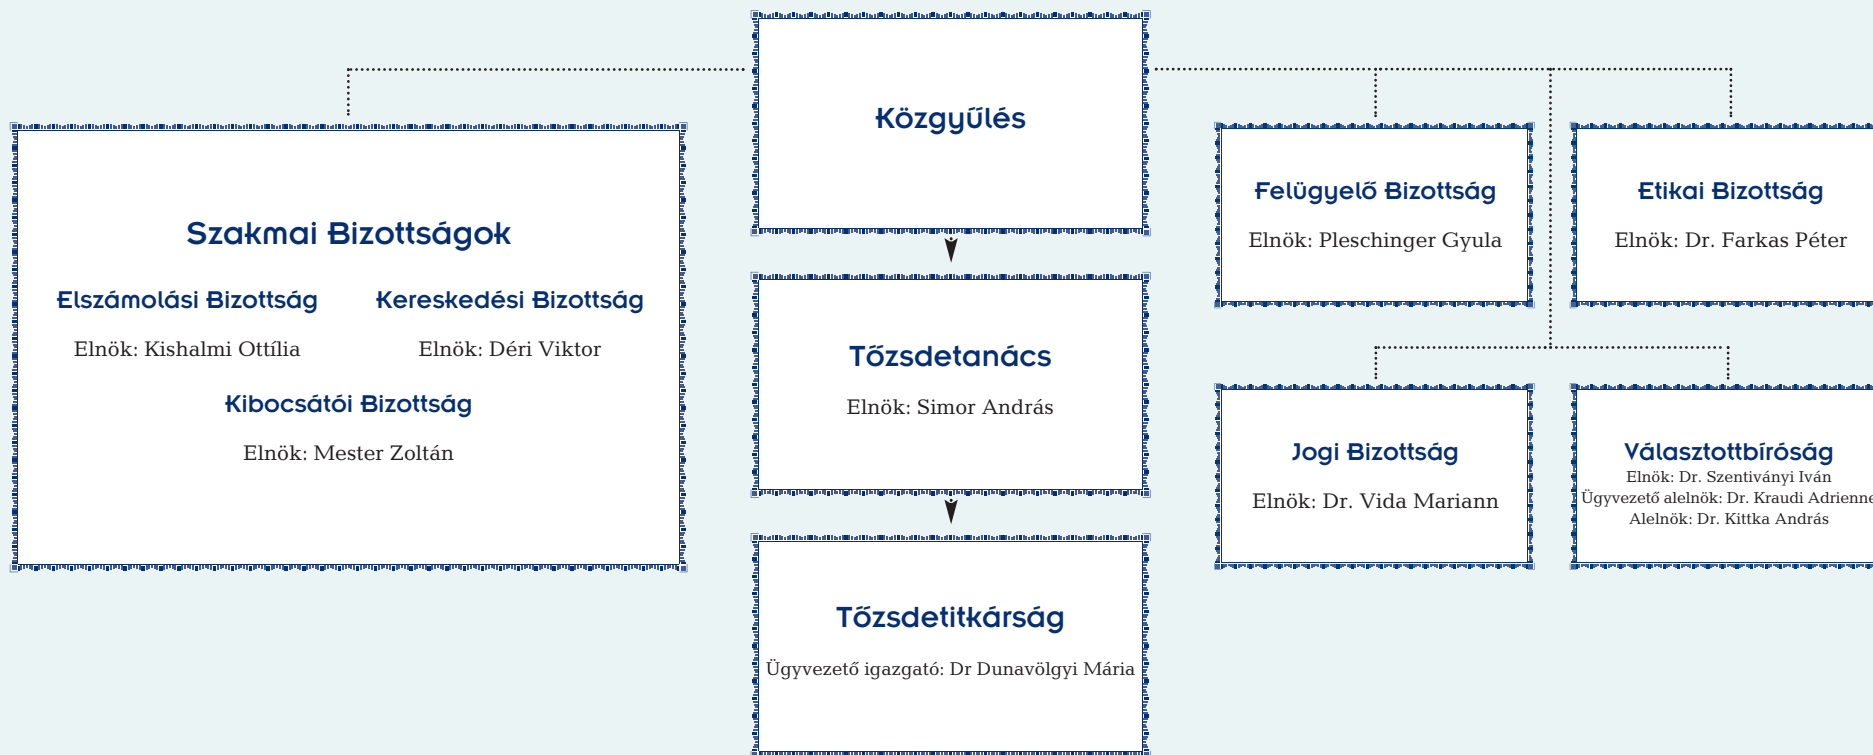 Közgyűlés
Szakmai Bizottságok
Elszámolási Bizottság
Elnök: Kishalmi Ottília
Kereskedési Bizottság
Elnök: Déri Viktor
Kibocsátói Bizottság
Elnök: Mester Zoltán
Tőzsdetanács
Elnök: Simor András
Tőzsdetitkárság
Ügyvezető igazgató: Dr Dunavölgyi Mária
Felügyelő Bizottság
Elnök: Pleschinger Gyula
Etikai Bizottság
Elnök: Dr. Farkas Péter
Jogi Bizottság
Elnök: Dr. Vida Mariann
Választottbíróság
Elnök: Dr. Szentiványi Iván
Ügyvezető alelnök: Dr. Kraudi Adrienne
Alelnök: Dr. Kittka András